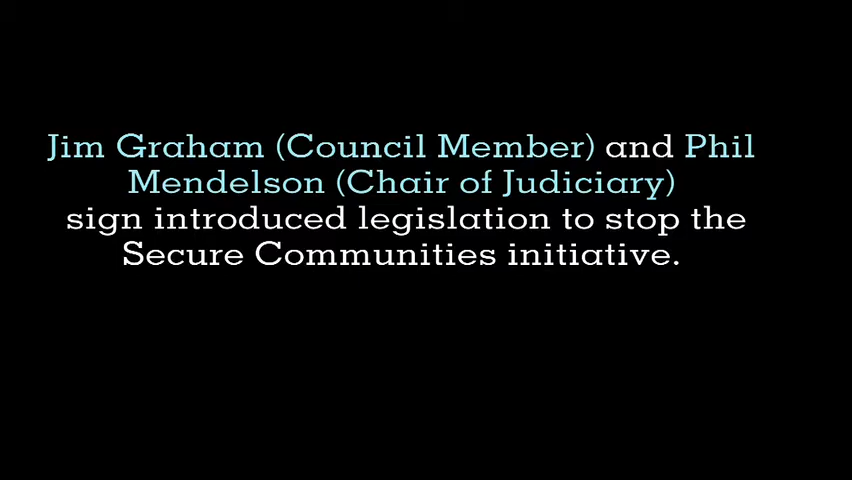 Jim Graham (Council Member) and Phil
Mendelson (Chair of Judiciary)
sign introduced legislation to stop the
Secure Communities initiative.